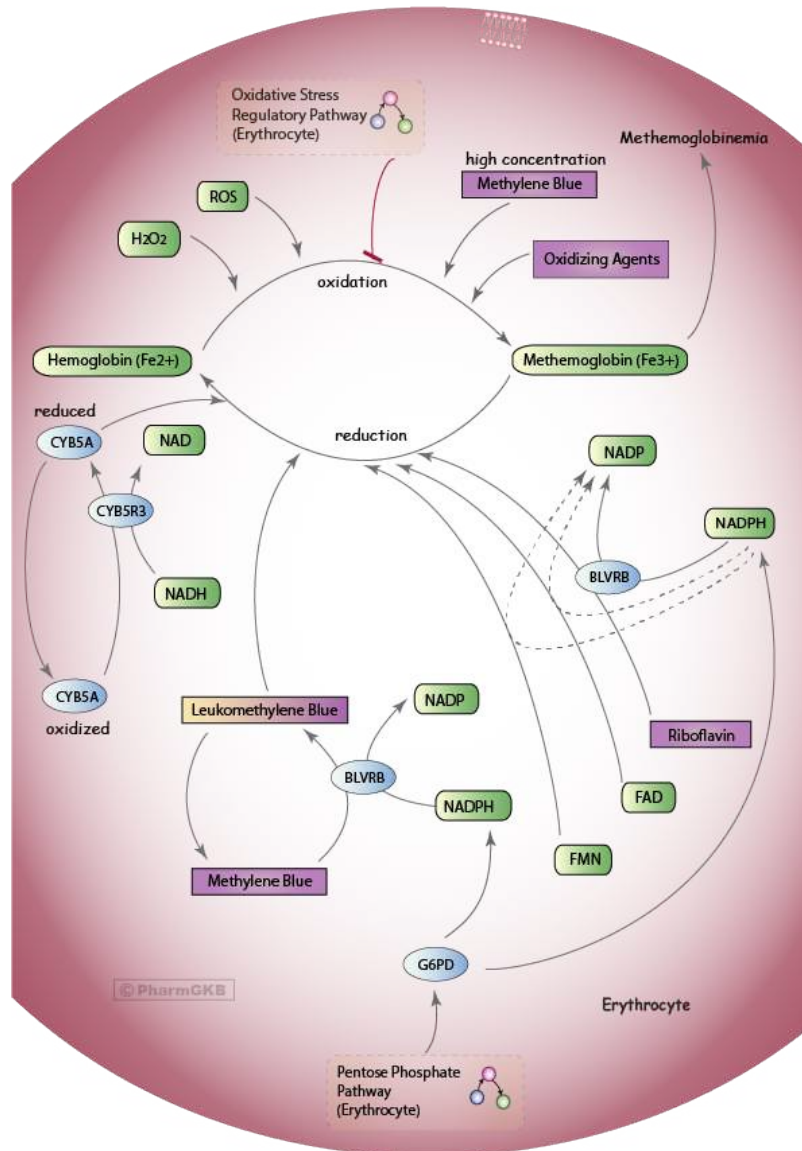 Oxidative Stress
Regulatory Pathway
(Erythrocyte)
Methemoglobinemia
high concentration
Methylene Blue
ROS
H2O2
Oxidizing Agents
oxidation
Hemoglobin (Fe2+)
Methemoglobin (Fe3+)
reduced
reduction
CYB5A
NAD
NADP
CYB5R3
NADPH
BLVRB
NADH
CYB5A
oxidized
Leukomethylene Blue
NADP
Riboflavin
BLVRB
NADPH
FAD
FMN
Methylene Blue
G6PD
©PharmGKB
Erythrocyte
Pentose Phosphate
Pathway
(Erythrocyte)